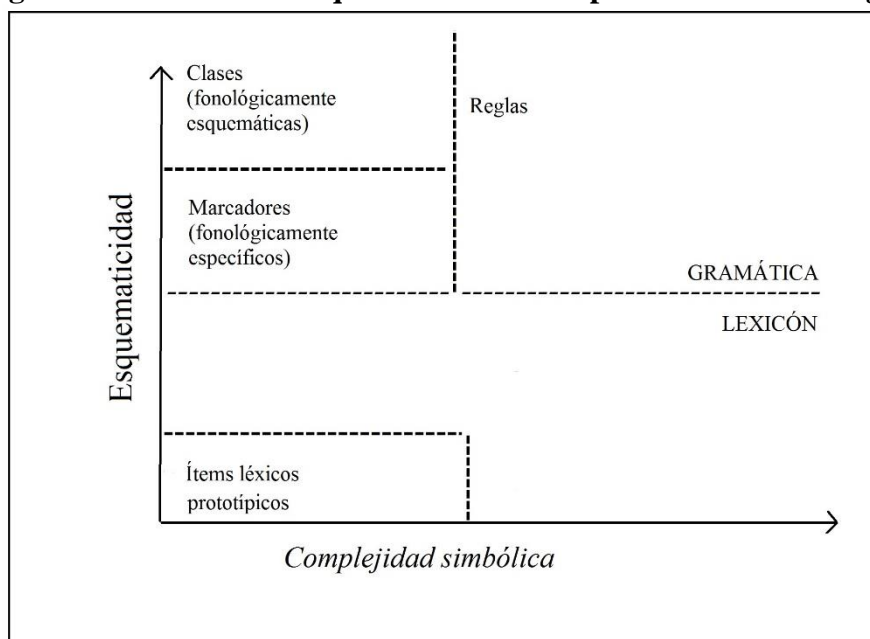 Clases
(fonológicamente
esquemáticas)
Reglas
Marcadores
(fonológicamente
específicos)
Esquematicidad
GRAMÁTICA
LEXICÓN
Ítems léxicos
prototípicos
Complejidad simbólica